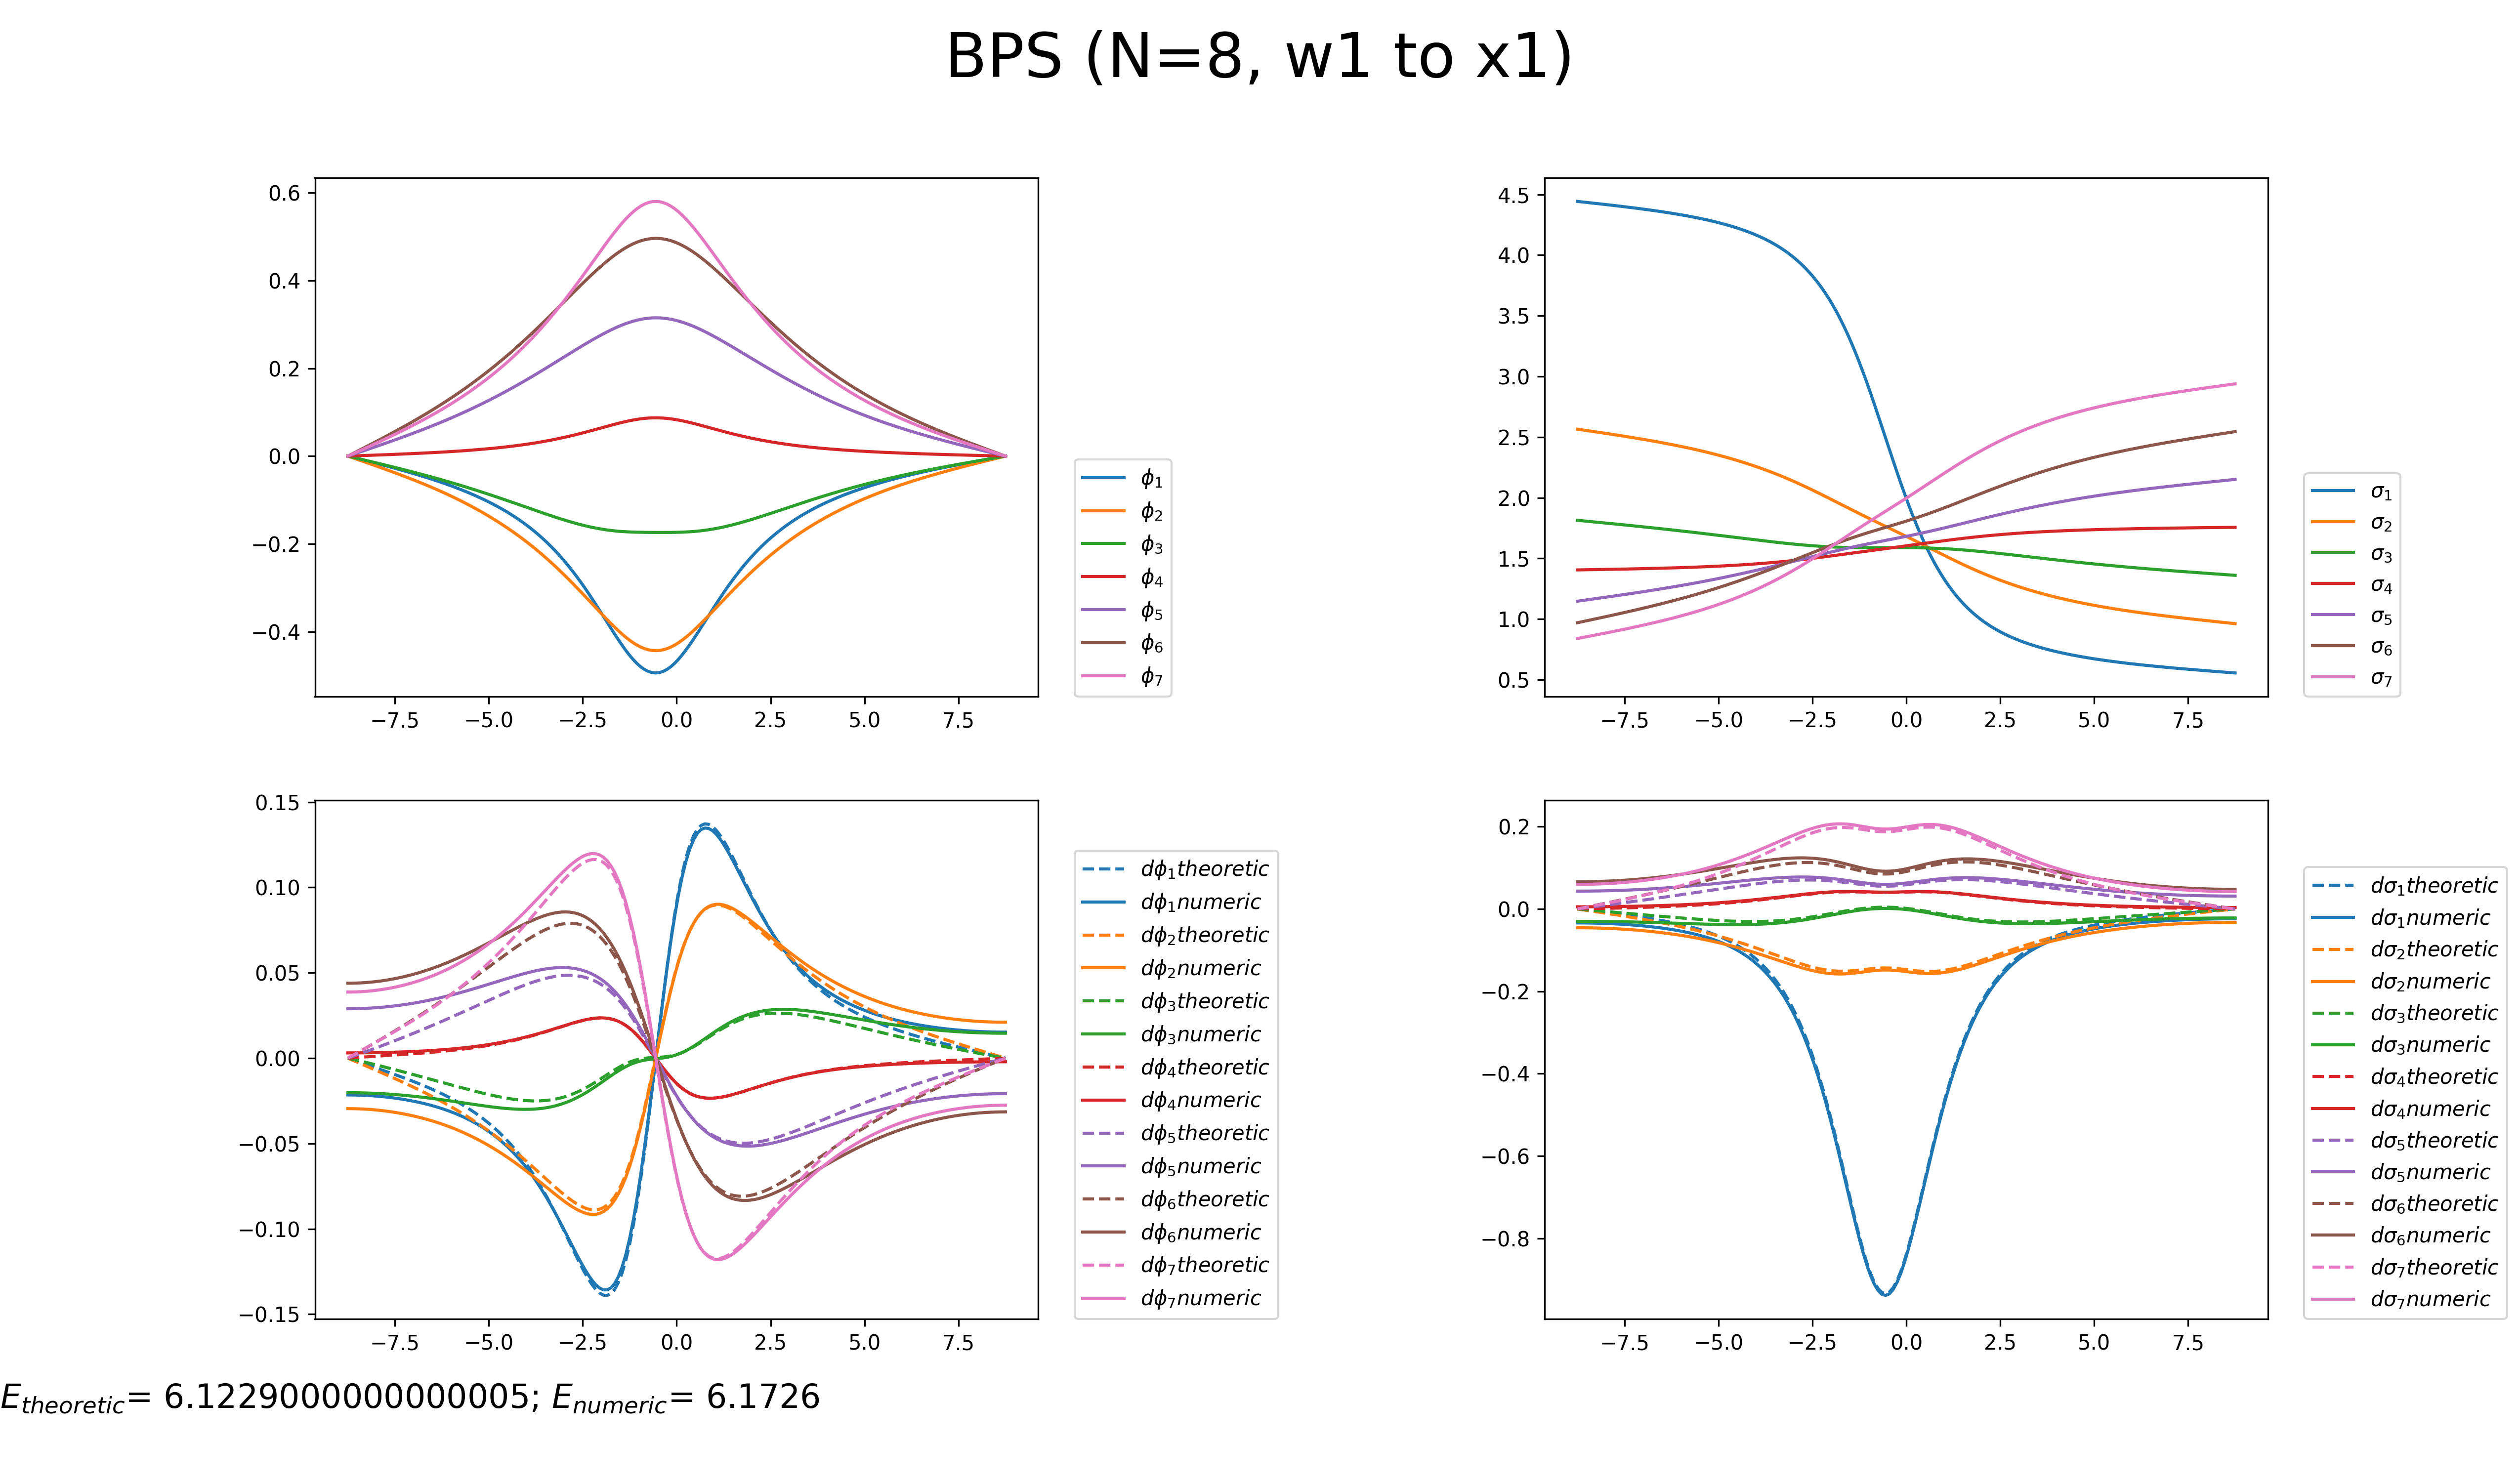 BPS (N=8, w1 to x1)
0.6
0.4
0.2
0.0
−0.2
−0.4
−7.5 −5.0 −2.5 0.0 2.5 5.0 7.5
ϕ1
ϕ2
ϕ3
ϕ4
ϕ5
ϕ6
ϕ7
4.5
4.0
3.5
3.0
2.5
2.0
1.5
1.0
0.5
−7.5 −5.0 −2.5 0.0 2.5 5.0 7.5
σ1
σ2
σ3
σ4
σ5
σ6
σ7
0.15
0.10
0.05
0.00
−0.05
−0.10
−0.15
−7.5 −5.0 −2.5 0.0 2.5 5.0 7.5
dϕ1theoretic
dϕ1numeric
dϕ2theoretic
dϕ2numeric
dϕ3theoretic
dϕ3numeric
dϕ4theoretic
dϕ4numeric
dϕ5theoretic
dϕ5numeric
dϕ6theoretic
dϕ6numeric
dϕ7theoretic
dϕ7numeric
0.2
0.0
−0.2
−0.4
−0.6
−0.8
−7.5 −5.0 −2.5 0.0 2.5 5.0 7.5
dσ1theoretic
dσ1numeric
dσ2theoretic
dσ2numeric
dσ3theoretic
dσ3numeric
dσ4theoretic
dσ4numeric
dσ5theoretic
dσ5numeric
dσ6theoretic
dσ6numeric
dσ7theoretic
dσ7numeric
Etheoretic= 6.1229000000000005; Enumeric= 6.1726